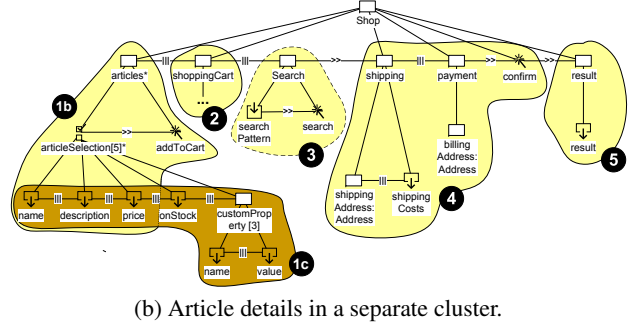 Shop
articles* ||| shoppingCart ||| Search >> shipping ||| payment >> confirm >> result
...
1b
2
search
Pattern
>>
search
3
articleSelection[5]*
>>
addToCart
billing
Address:
Address
result
5
shipping
Address:
Address
|||
shipping
Costs
4
name ||| description ||| price ||| onStock ||| customProp
erty [3]
name ||| value
1c
(b) Article details in a separate cluster.